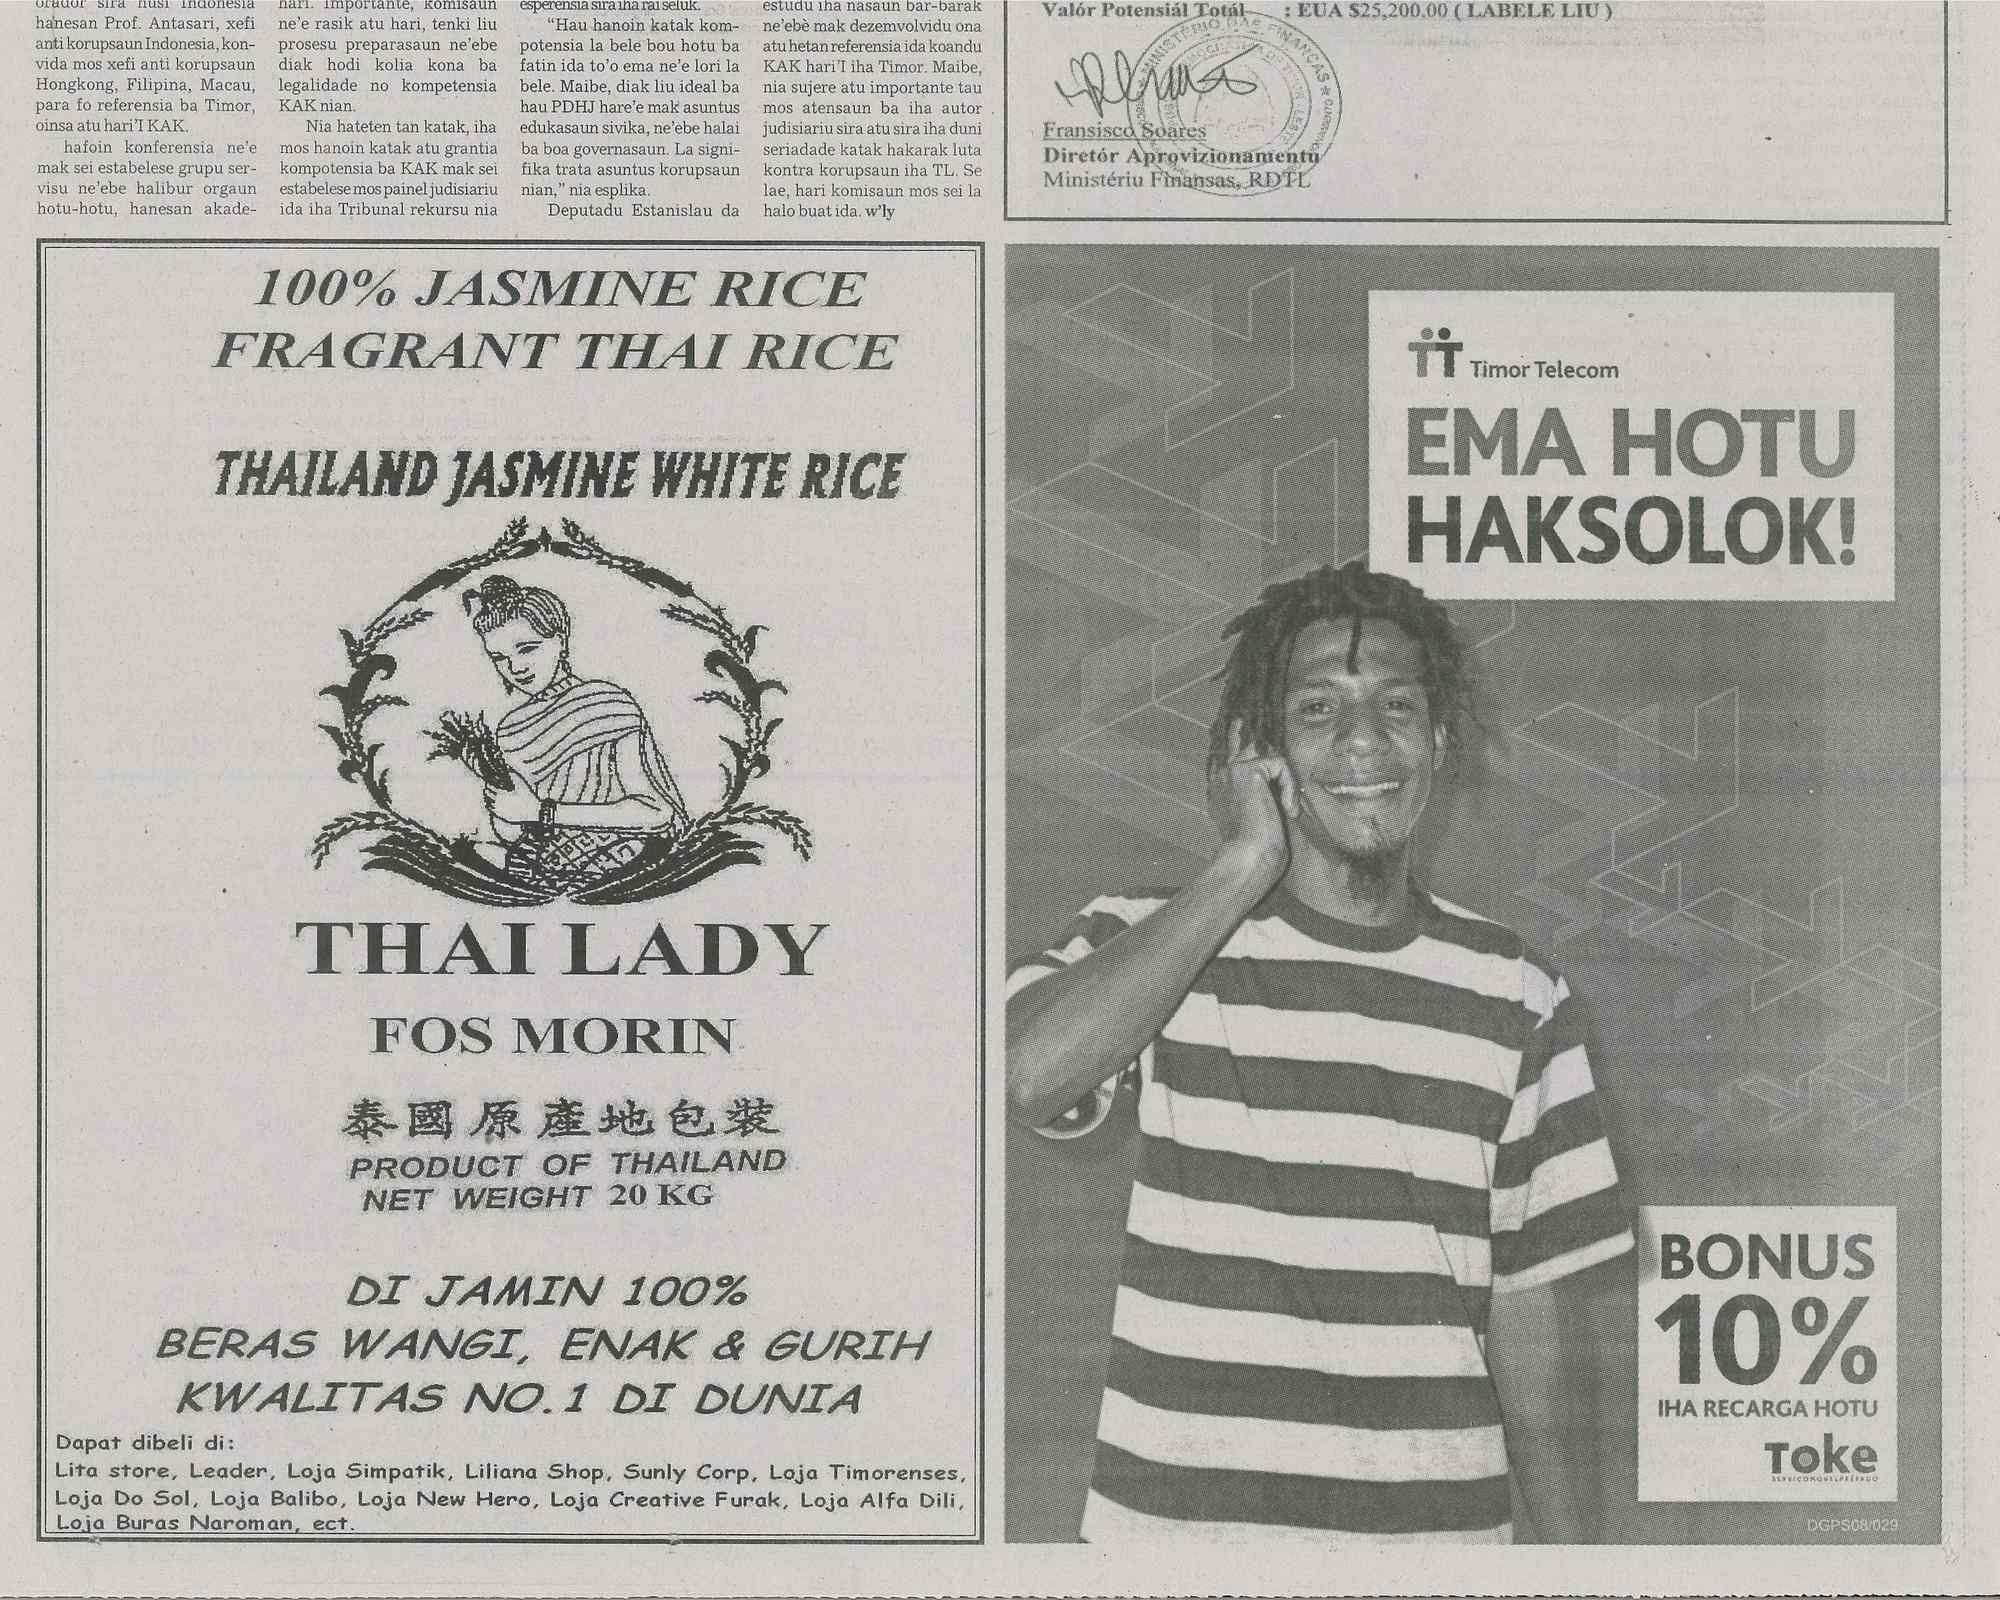 orador sira husi Indonesia
hanesan Prof. Antasari, xefi
anti korupsaun Indonesia, kon-
vida mos xefi anti korupsaun
Hongkong, Filipina, Macau,
para fo referensia ba Timor,
oinsa atu hari'I KAK.
hafoin konferensia ne'e
mak sei estabelese grupu ser-
visu ne'ebe halibur orgaun
hotu-hotu, hanesan akade-
hari. Importante, komisaun
ne'e rasik atu hari, tenki liu
prosesu preparasaun ne'ebe
diak hodi kolia kona ba
legalidade no kompetensia
KAK nian.
Nia hateten tan katak, iha
mos hanoin katak atu grantia
kompotensia ba KAK mak sei
estabelese mos painel judisiariu
ida iha Tribunal rekursu nia
esperensia sira iha rai seluk.
"Hau hanoin katak kom-
potensia la bele bou hotu ba
fatin ida to'o ema ne'e lori la
bele. Maibe, diak liu ideal ba
hau PDHJ hare'e mak asuntus
edukasaun sivika, ne'ebe halai
ba boa governasaun. La signi-
fika trata asuntus korupsaun
nian," nia esplika.
Deputadu Estanislau da
estudu iha nasaun bar-barak
ne'ebè mak dezemvolvidu ona
atu hetan referensia ida koandu
KAK hari'I iha Timor. Maibe,
nia sujere atu importante tau
mos atensaun ba iha autor
judisiariu sira atu sira iha duni
seriadade katak hakarak luta
kontra korupsaun iha TL. Se
lae, hari komisaun mos sei la
halo buat ida. w'ly
Valór Potensiál Totál : EUA $25,200.00 ( LABELE LIU )
MINISTÉRIO DAS FINANÇAS
Fransisco Soares
Diretór Aprovizionamentu
Ministériu Finansas, RDTL
100% JASMINE RICE
FRAGRANT THAI RICE
THAILAND JASMINE WHITE RICE
THAI LADY
FOS MORIN
泰國原產地包裝
PRODUCT OF THAILAND
NET WEIGHT 20 KG
DI JAMIN 100%
BERAS WANGI, ENAK & GURIH
KWALITAS NO.1 DI DUNIA
Dapat dibeli di:
Lita store, Leader, Loja Simpatik, Liliana Shop, Sunly Corp, Loja Timorenses,
Loja Do Sol, Loja Balibo, Loja New Hero, Loja Creative Furak, Loja Alfa Dili,
Loja Buras Naroman, ect.
Timor Telecom
EMA HOTU
HAKSOLOK!
BONUS
10%
IHA RECARGA HOTU
Toke
SERVIÇO MÓVEL PRÉ-PAGO
DGPS08/029